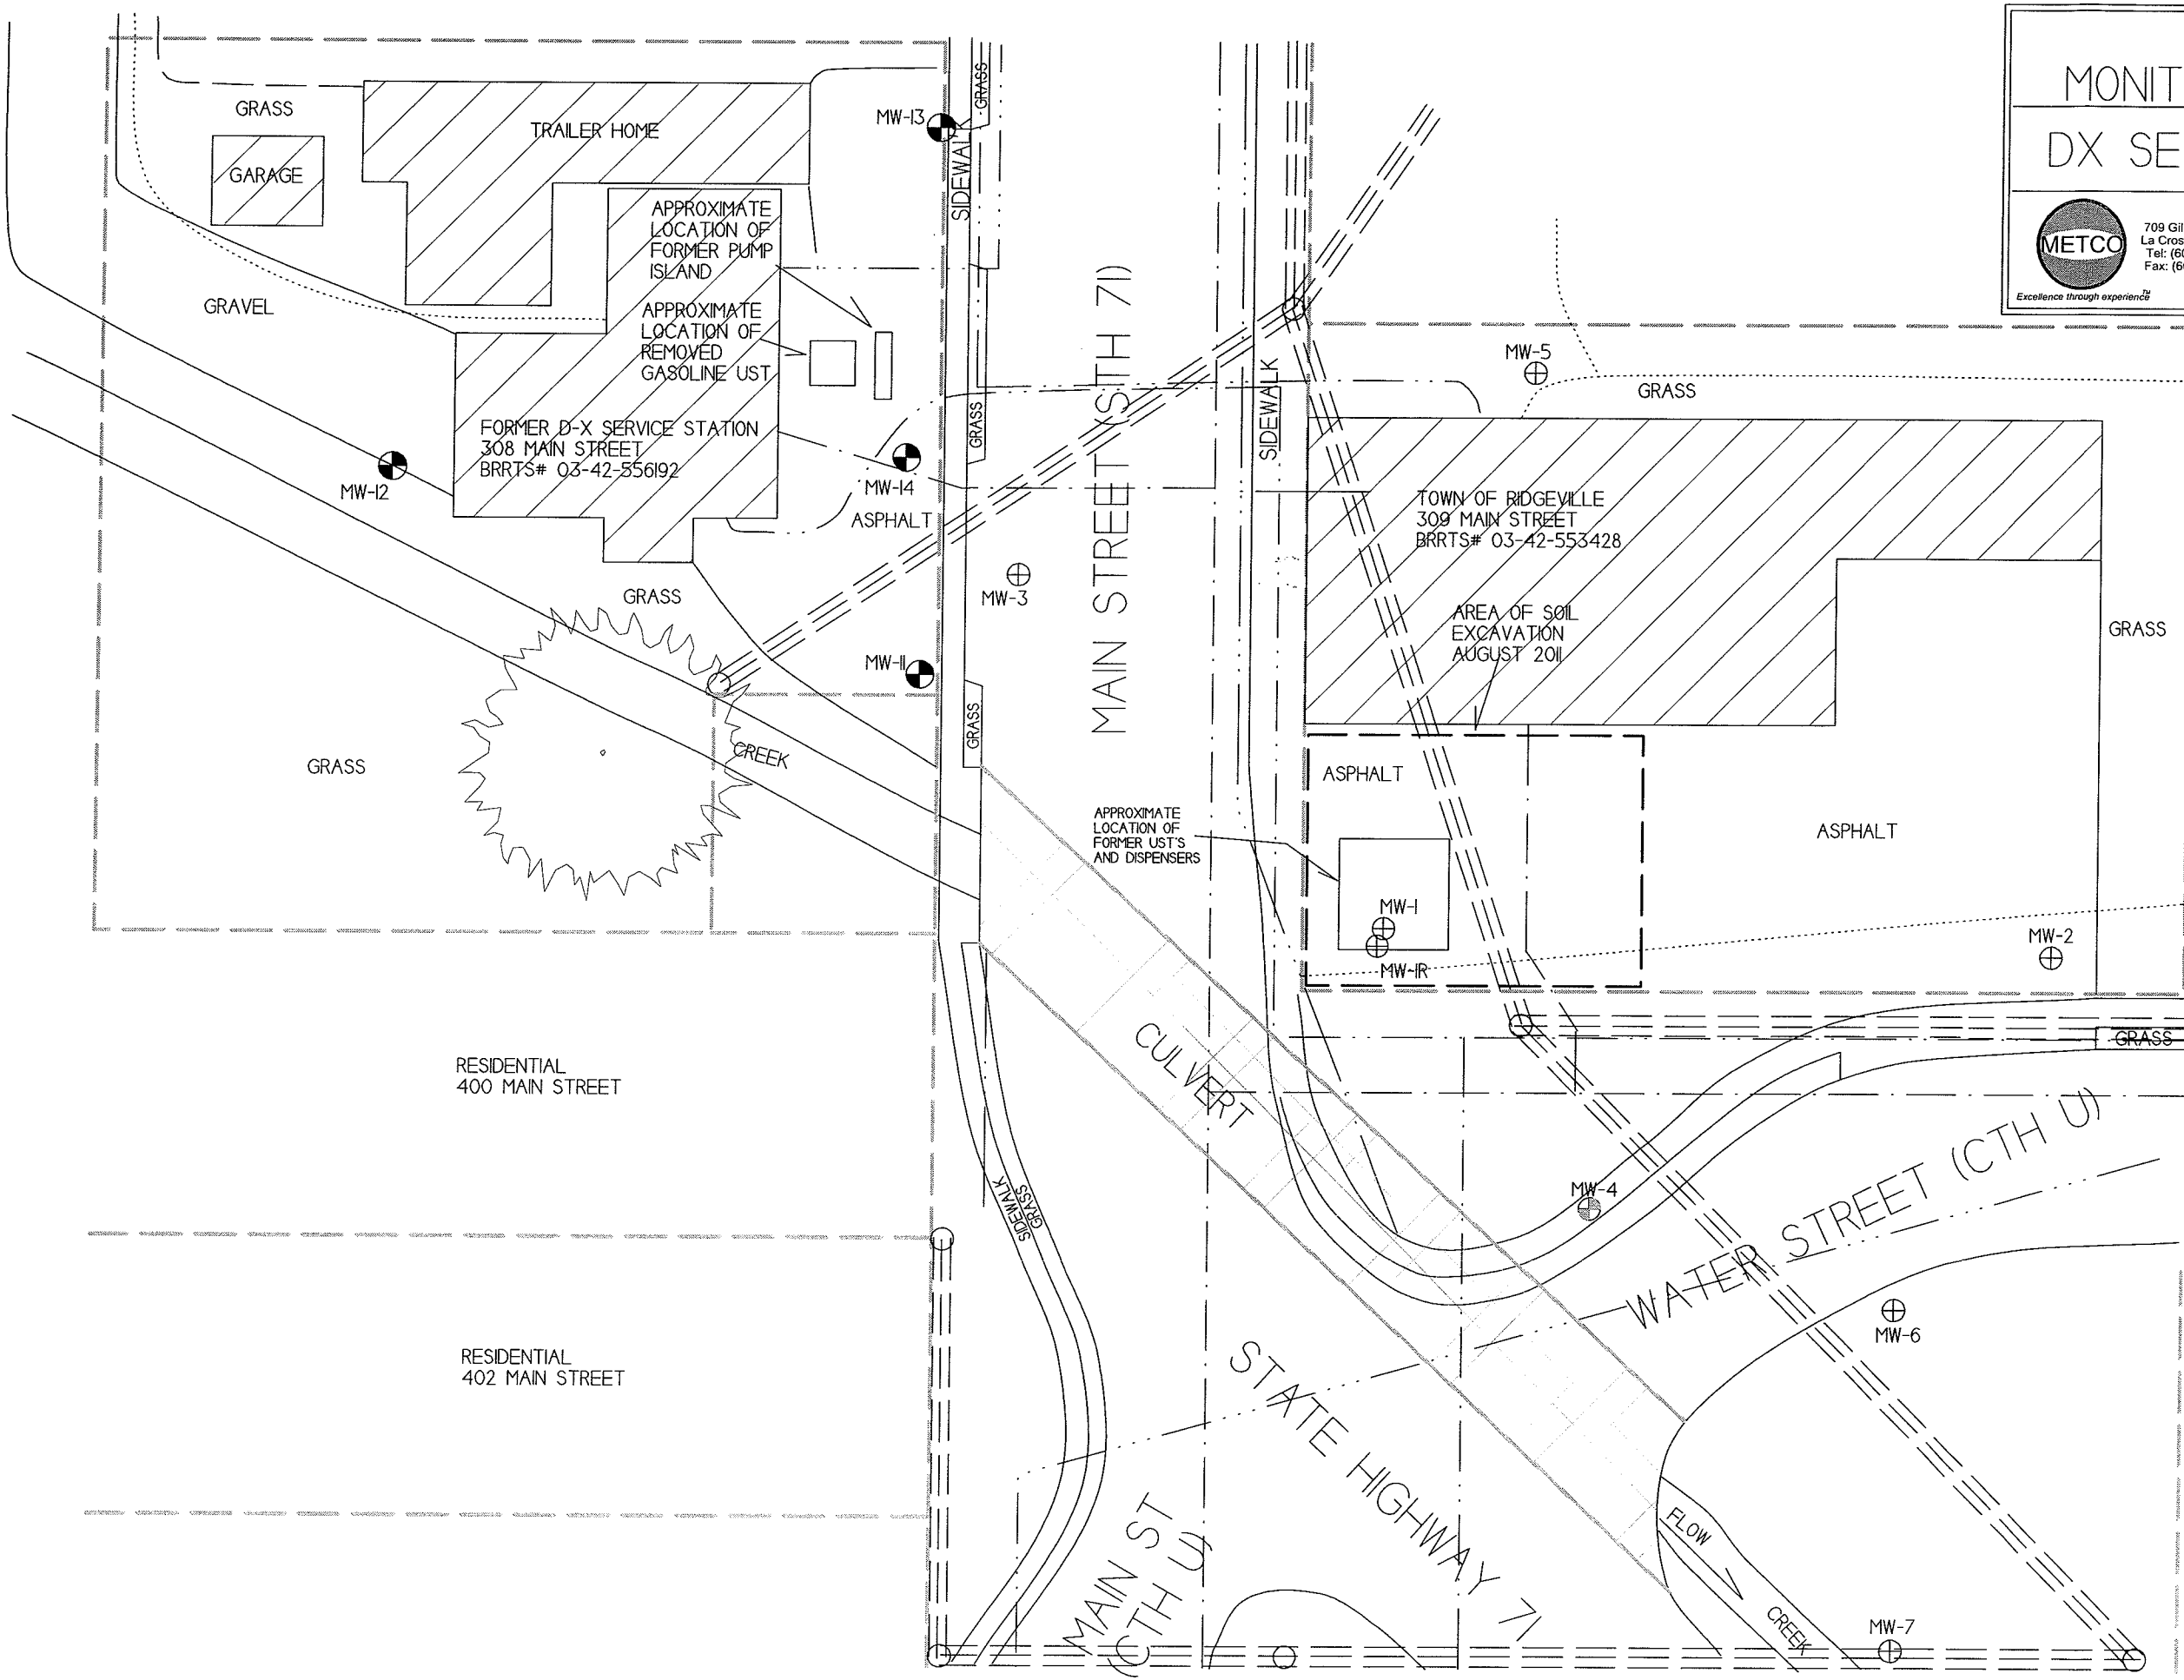 MONIT
DX SE
METCO
709 Gil
La Cros
Tel: (60
Fax: (6
Excellence through experience
TM
GRASS
TRAILER HOME
GARAGE
MW-13
SIDEWALK
GRASS
APPROXIMATE
LOCATION OF
FORMER PUMP
ISLAND
GRAVEL
APPROXIMATE
LOCATION OF
REMOVED
GASOLINE UST
FORMER D-X SERVICE STATION
308 MAIN STREET
BRRTS# 03-42-556192
MW-12
MW-14
ASPHALT
GRASS
MAIN STREET (STH 71)
SIDEWALK
MW-5
GRASS
TOWN OF RIDGEVILLE
309 MAIN STREET
BRRTS# 03-42-553428
MW-3
GRASS
AREA OF SOIL
EXCAVATION
AUGUST 2011
GRASS
MW-11
GRASS
CREEK
GRASS
ASPHALT
APPROXIMATE
LOCATION OF
FORMER UST'S
AND DISPENSERS
ASPHALT
MW-1
MW-1R
MW-2
GRASS
CULVERT
RESIDENTIAL
400 MAIN STREET
SIDEWALK
GRASS
MW-4
WATER STREET (CTH U)
MW-6
RESIDENTIAL
402 MAIN STREET
STATE HIGHWAY 71
MAIN ST
(CTH U)
FLOW
CREEK
MW-7